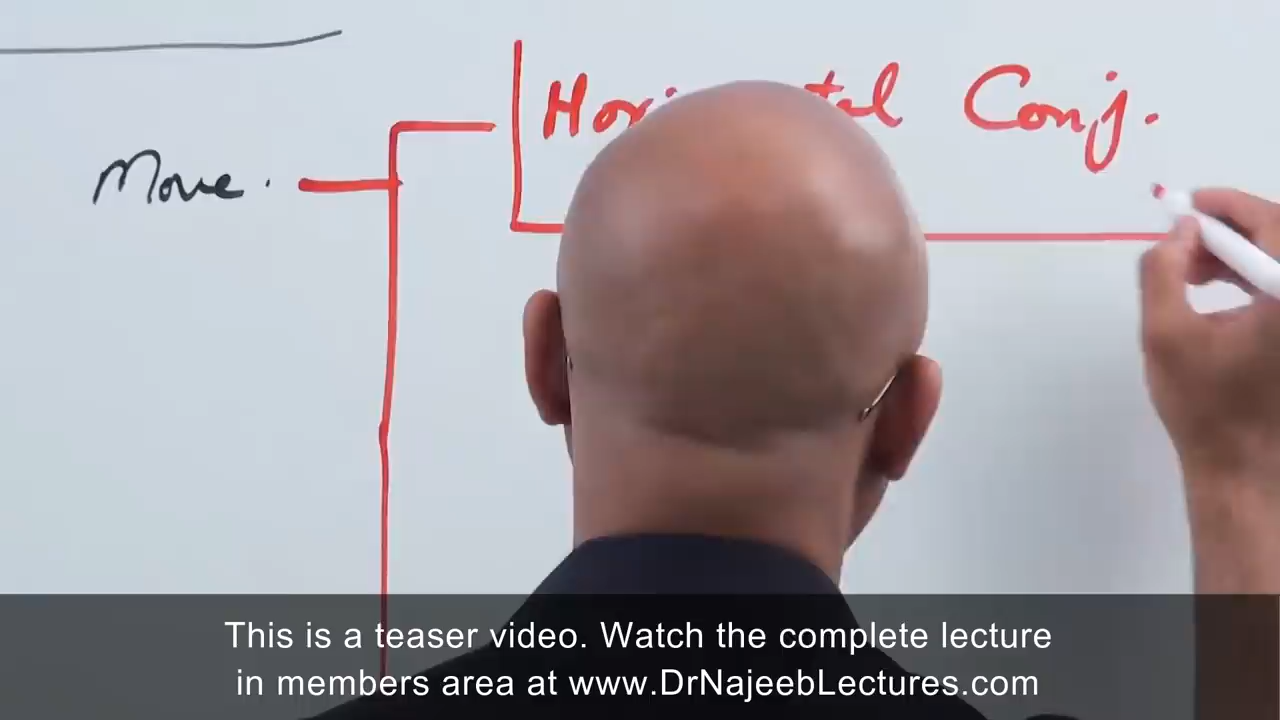 Conj.
Move.
This is a teaser video. Watch the complete lecture
in members area at www.DrNajeebLectures.com